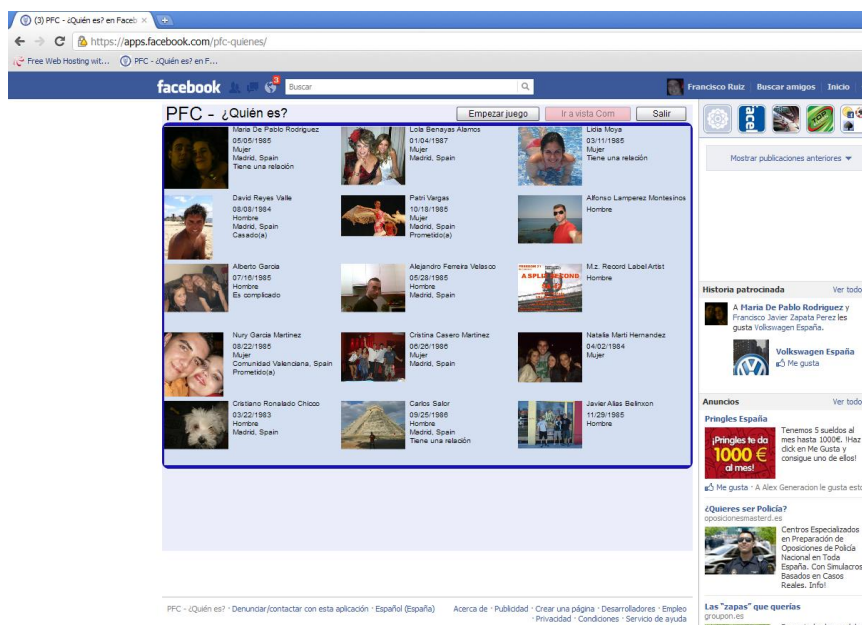 (3) PFC - ¿Quién es? en Faceb
https://apps.facebook.com/pfc-quienes/
Free Web Hosting wit...
PFC - ¿Quién es? en F...
facebook
3
Buscar
Francisco Ruiz
Buscar amigos
Inicio
PFC - ¿Quién es?
Empezar juego
Ir a vista Com
Salir
Maria De Pablo Rodriguez
05/05/1985
Mujer
Madrid, Spain
Tiene una relación
Lola Benayas Alamos
01/04/1987
Mujer
Madrid, Spain
Lidia Moya
03/11/1985
Mujer
Tiene una relación
David Reyes Valle
08/08/1984
Hombre
Madrid, Spain
Casado(a)
Patri Vargas
10/18/1985
Mujer
Madrid, Spain
Prometido(a)
Alfonso Lamperez Montesinos
Hombre
Alberto Garcia
07/16/1985
Hombre
Es complicado
Alejandro Ferreira Velasco
05/28/1985
Hombre
Madrid, Spain
A SPLIT SECOND
M.z. Record Label Artist
Hombre
Nury Garcia Martinez
08/22/1985
Mujer
Comunidad Valenciana, Spain
Prometido(a)
Cristina Casero Martinez
06/26/1986
Mujer
Madrid, Spain
Natalia Marti Hernandez
04/02/1984
Mujer
Cristiano Ronalado Chicco
03/22/1983
Hombre
Madrid, Spain
Carlos Salor
09/25/1986
Hombre
Madrid, Spain
Tiene una relación
Javier Alias Belinxon
11/29/1985
Hombre
ace
TOP
Mostrar publicaciones anteriores
Historia patrocinada
Ver todo
A Maria De Pablo Rodriguez y
Francisco Javier Zapata Perez les
gusta Volkswagen España.
Volkswagen España
Me gusta
Anuncios
Ver todo
Pringles España
¡Pringles te da
1000 €
al mes!
Tenemos 5 sueldos al
mes hasta 1000€. !Haz
click en Me Gusta y
consigue uno de ellos!
Me gusta · A Alex Generacion le gusta esto
¿Quieres ser Policía?
oposicionesmasterd.es
Centros Especializados
en Preparación de
Oposiciones de Policía
Nacional en Toda
España. Con Simulacros
Basados en Casos
Reales. Info!
Las "zapas" que querías
groupon.es
PFC - ¿Quién es? · Denunciar/contactar con esta aplicación · Español (España)
Acerca de · Publicidad · Crear una página · Desarrolladores · Empleo
· Privacidad · Condiciones · Servicio de ayuda